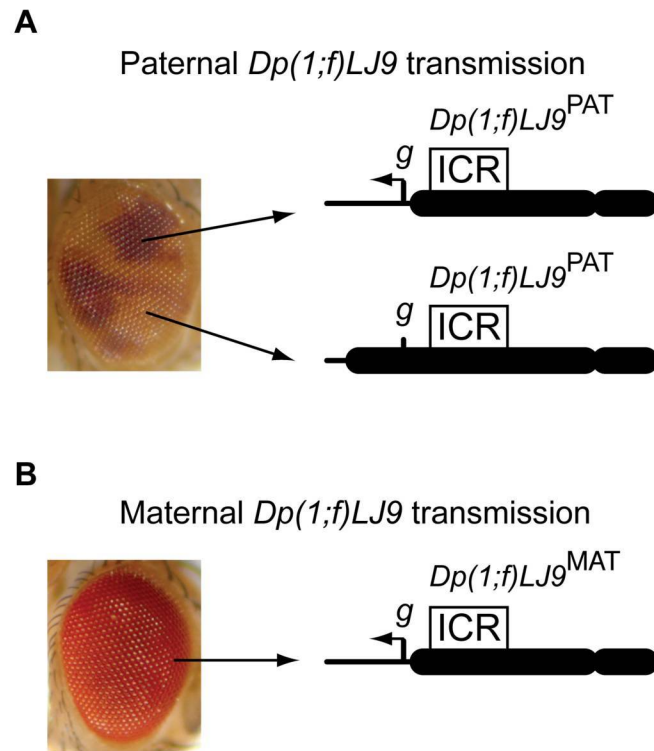 A
Paternal Dp(1;f)LJ9 transmission
Dp(1;f)LJ9PAT
g
ICR
Dp(1;f)LJ9PAT
g
ICR
B
Maternal Dp(1;f)LJ9 transmission
Dp(1;f)LJ9MAT
g
ICR